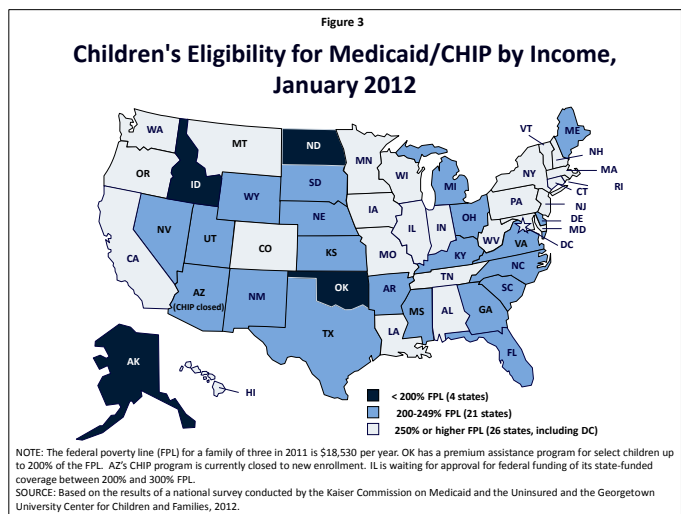 Figure 3
Children's Eligibility for Medicaid/CHIP by Income,
January 2012
WA
MT
ND
MN
VT
ME
NH
OR
ID
WY
SD
WI
MI
NY
MA
RI
CT
NV
UT
CO
NE
IA
IL
IN
OH
PA
NJ
DE
MD
DC
CA
KS
MO
KY
WV
VA
AZ
(CHIP closed)
NM
OK
AR
TN
NC
SC
TX
LA
MS
AL
GA
FL
AK
HI
< 200% FPL (4 states)
200-249% FPL (21 states)
250% or higher FPL (26 states, including DC)
NOTE: The federal poverty line (FPL) for a family of three in 2011 is $18,530 per year. OK has a premium assistance program for select children up
to 200% of the FPL. AZ's CHIP program is currently closed to new enrollment. IL is waiting for approval for federal funding of its state-funded
coverage between 200% and 300% FPL.
SOURCE: Based on the results of a national survey conducted by the Kaiser Commission on Medicaid and the Uninsured and the Georgetown
University Center for Children and Families, 2012.